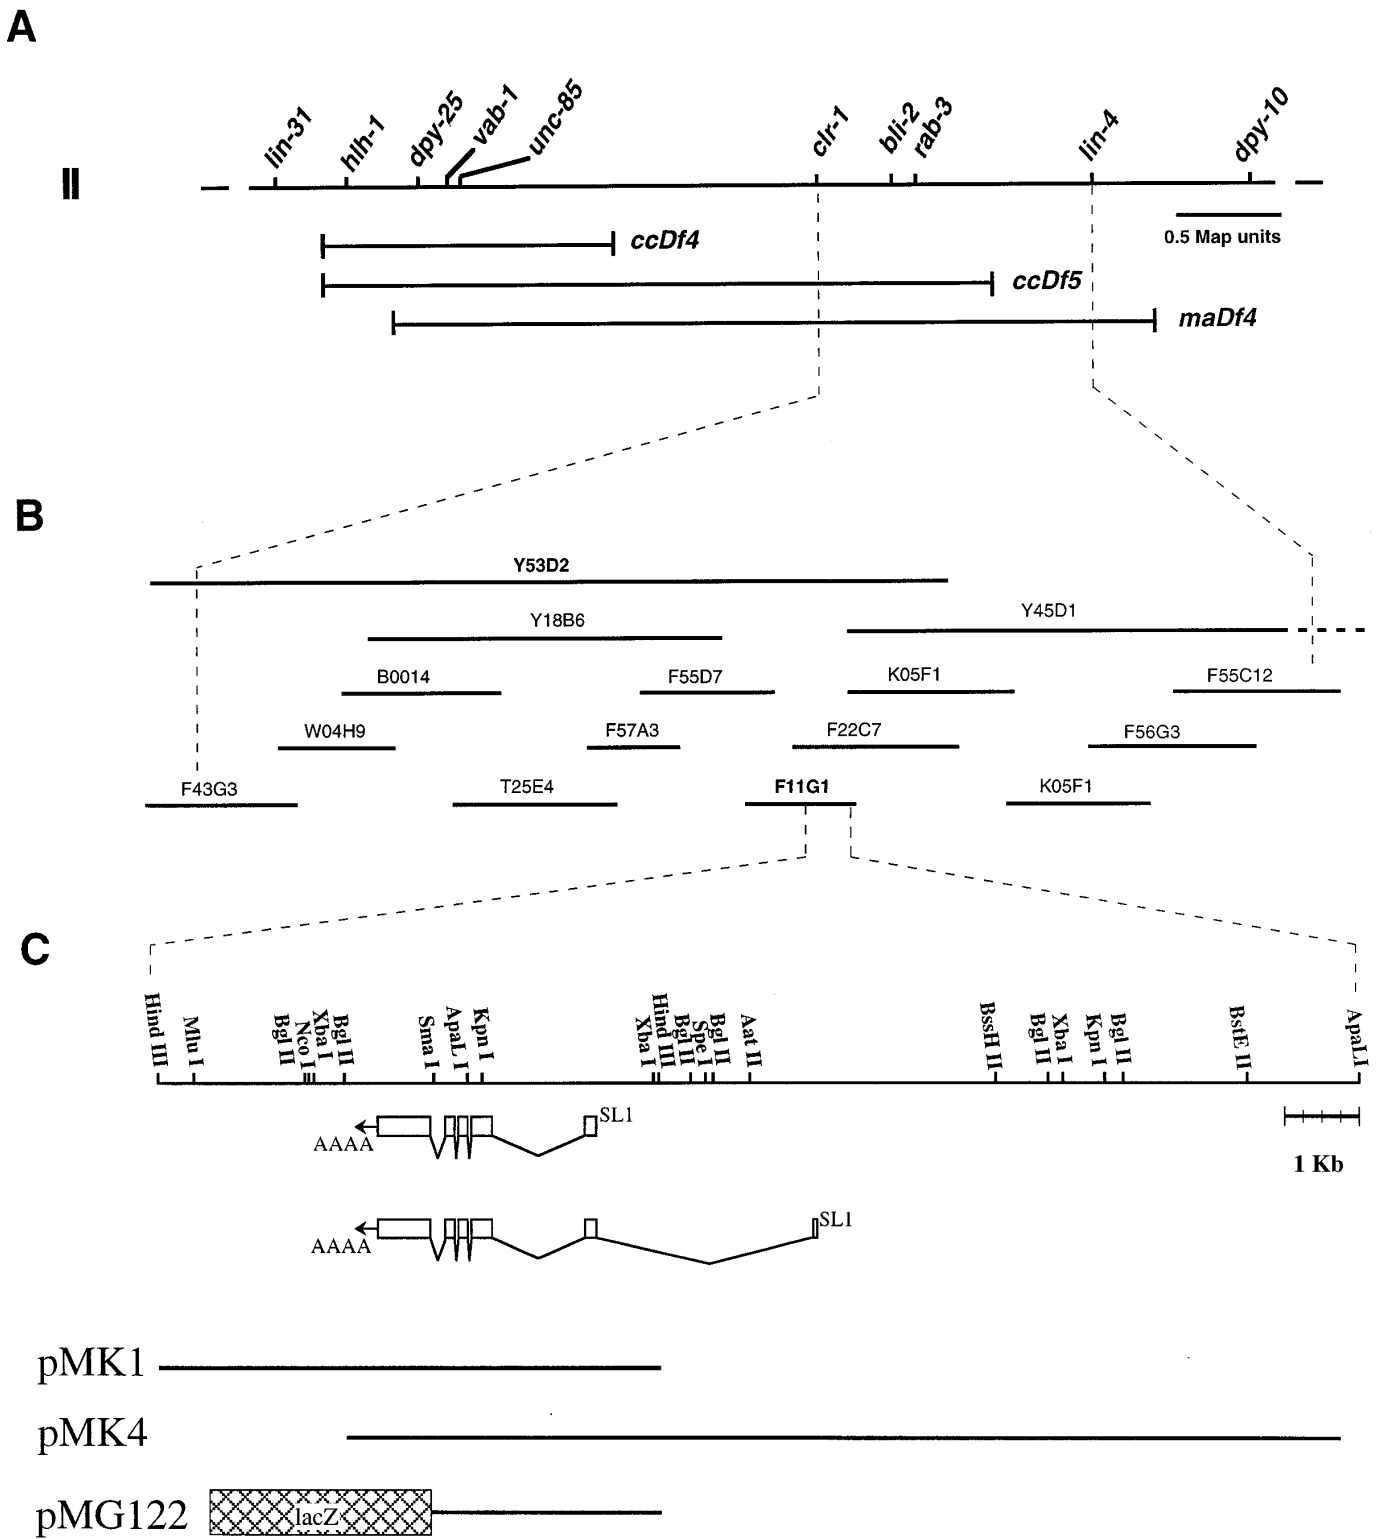 A
lin-31 hlh-1 dpy-25 vab-1 unc-85 clr-1 bli-2 rab-3 lin-4 dpy-10
II
0.5 Map units
ccDf4
ccDf5
maDf4
B
Y53D2
Y18B6 Y45D1
B0014 F55D7 K05F1 F55C12
W04H9 F57A3 F22C7 F56G3
F43G3 T25E4 F11G1 K05F1
C
Hind III Mlu I Bgl II Nco I Xba I Bgl II Sma I ApaL I Kpn I Xba I Hind III Bgl II Spe I Bgl II Aat II BssH II Bgl II Xba I Kpn I Bgl II BstE II ApaLI
SL1
AAAA
1 Kb
SL1
AAAA
pMK1
pMK4
pMG122 lacZ